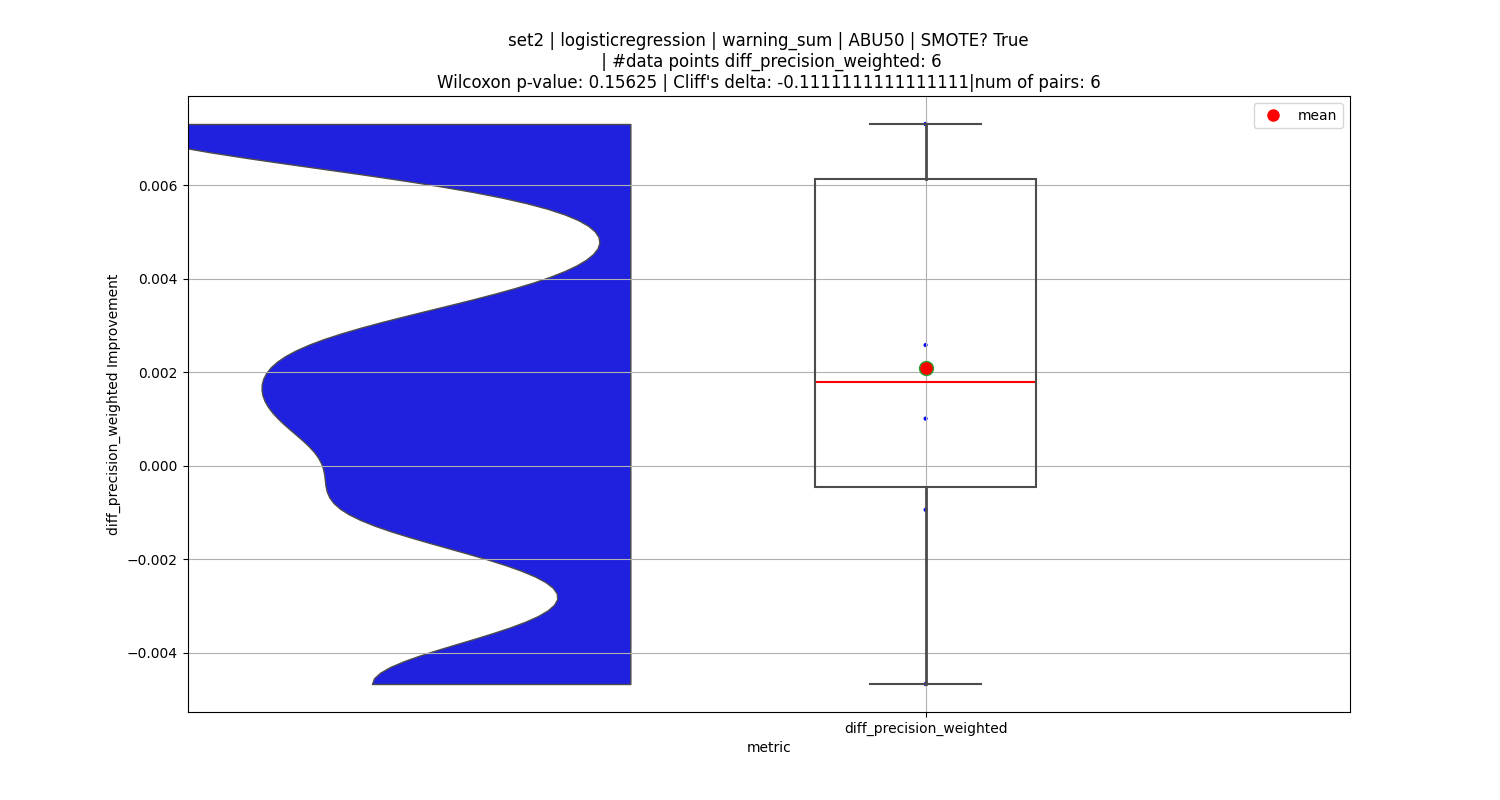 set2 | logisticregression | warning_sum | ABU50 | SMOTE? True
| #data points diff_precision_weighted: 6
Wilcoxon p-value: 0.15625 | Cliff's delta: -0.1111111111111111|num of pairs: 6
mean
0.006
0.004
0.002
0.000
−0.002
−0.004
diff_precision_weighted Improvement
diff_precision_weighted
metric